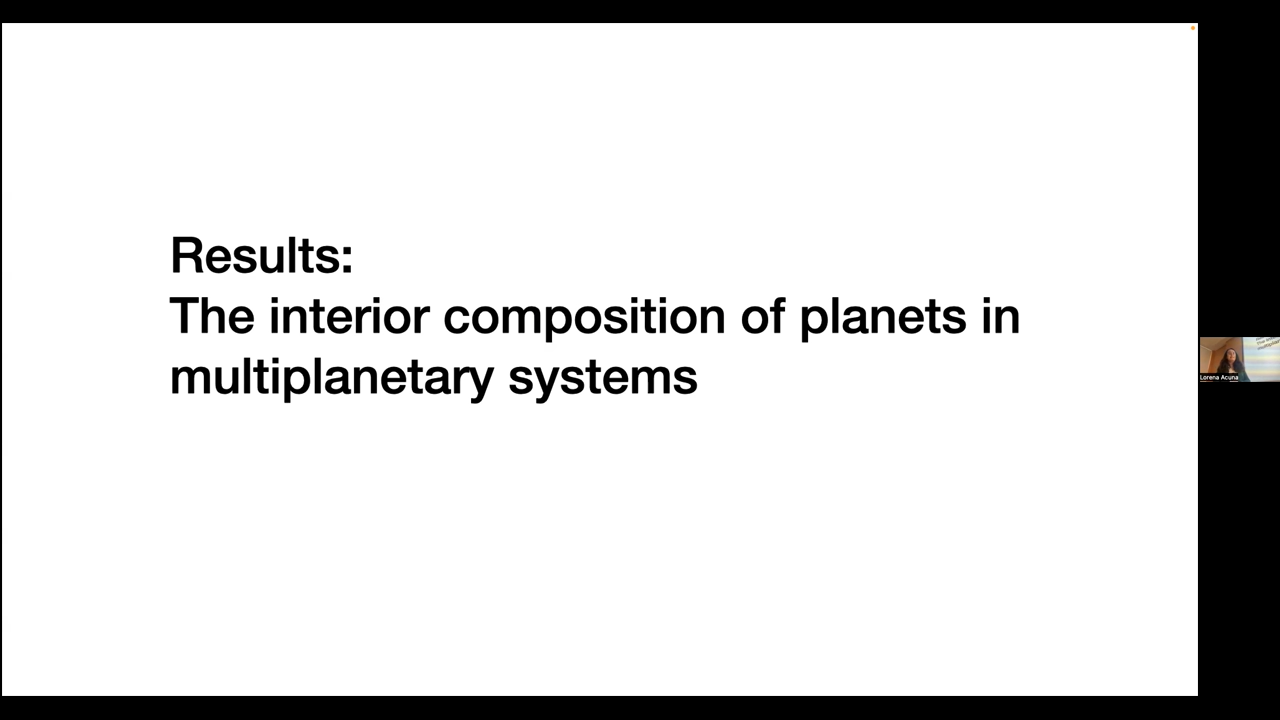 Results:
The interior composition of planets in
multiplanetary systems
Lorena Acuna